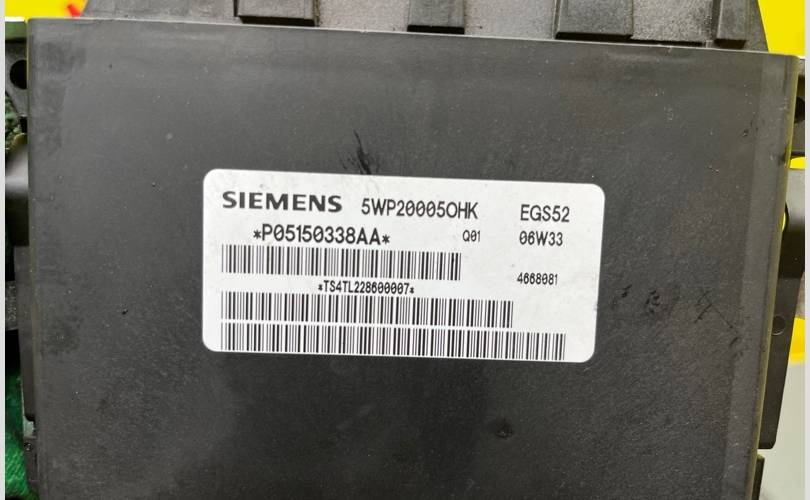 SIEMENS 5WP20005OHK EGS52
*P05150338AA* Q01 06W33
4668081
*TS4TL228600007*